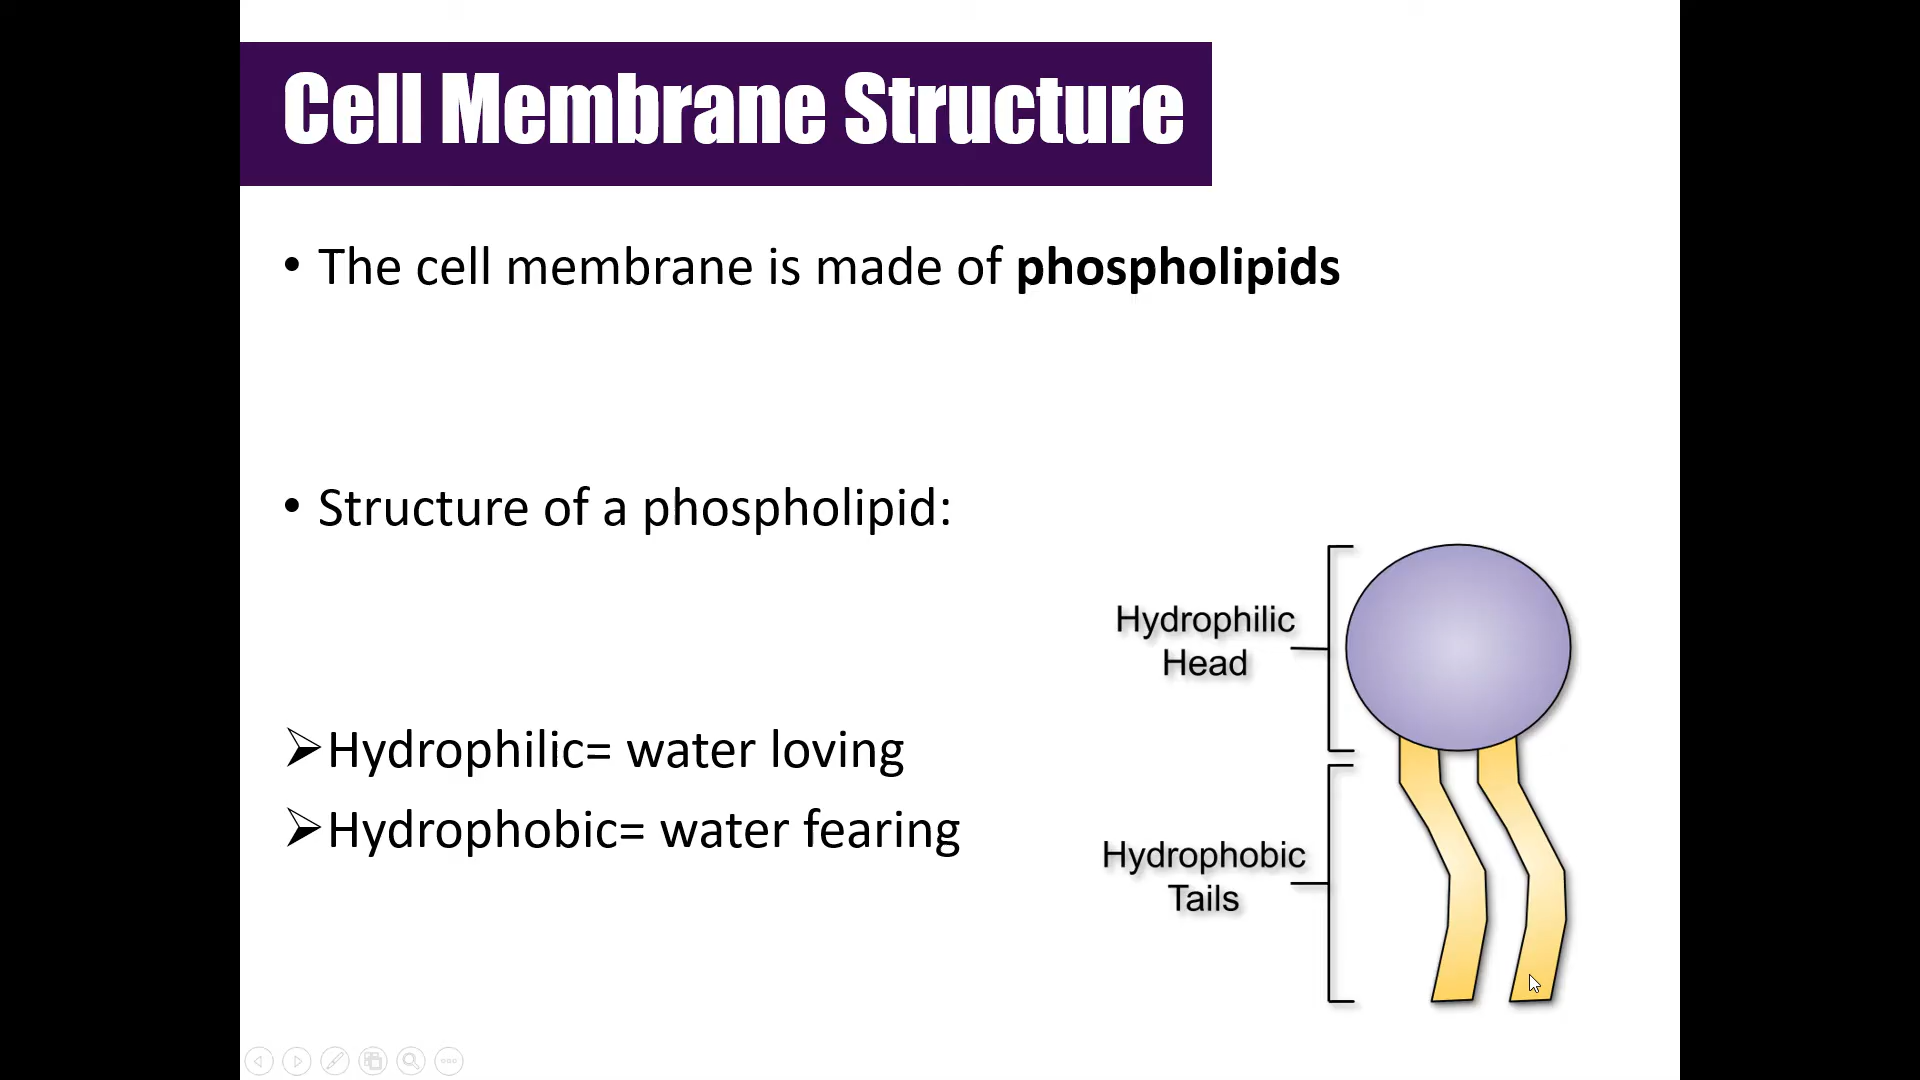 Cell Membrane Structure
• The cell membrane is made of phospholipids
• Structure of a phospholipid:
Hydrophilic
Head
➢Hydrophilic= water loving
➢Hydrophobic= water fearing
Hydrophobic
Tails